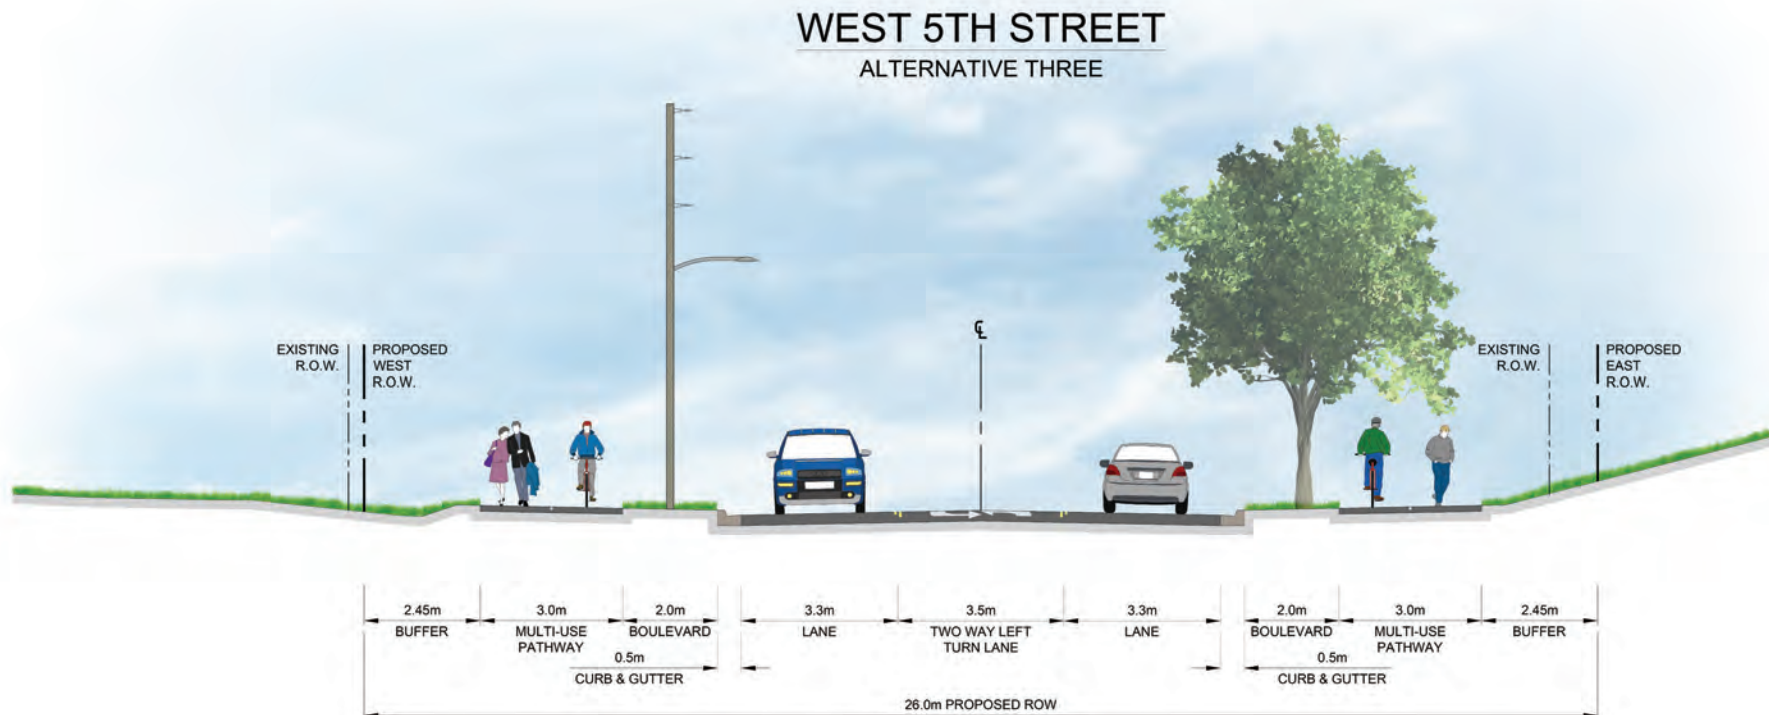 WEST 5TH STREET
ALTERNATIVE THREE
EXISTING
R.O.W.
PROPOSED
WEST
R.O.W.
℄
EXISTING
R.O.W.
PROPOSED
EAST
R.O.W.
2.45m
BUFFER
3.0m
MULTI-USE
PATHWAY
2.0m
BOULEVARD
3.3m
LANE
3.5m
TWO WAY LEFT
TURN LANE
3.3m
LANE
2.0m
BOULEVARD
3.0m
MULTI-USE
PATHWAY
2.45m
BUFFER
0.5m
CURB & GUTTER
0.5m
CURB & GUTTER
26.0m PROPOSED ROW